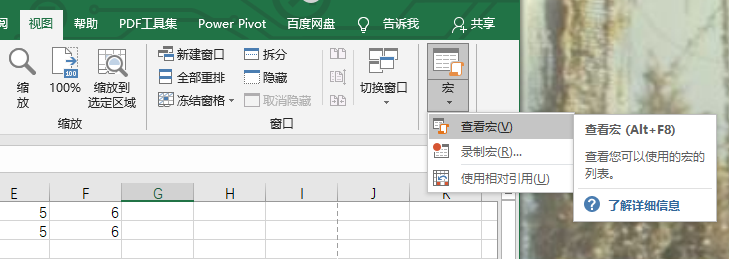 阅 视图 帮助 PDF工具集 Power Pivot 百度网盘 告诉我 共享
新建窗口 拆分
全部重排 隐藏
冻结窗格 取消隐藏
缩放 100% 缩放到选定区域 切换窗口 宏
缩放 窗口
查看宏(V)
录制宏(R)...
使用相对引用(U)
查看宏 (Alt+F8)
查看您可以使用的宏的
列表。
了解详细信息
E F G H I J K
5 6
5 6